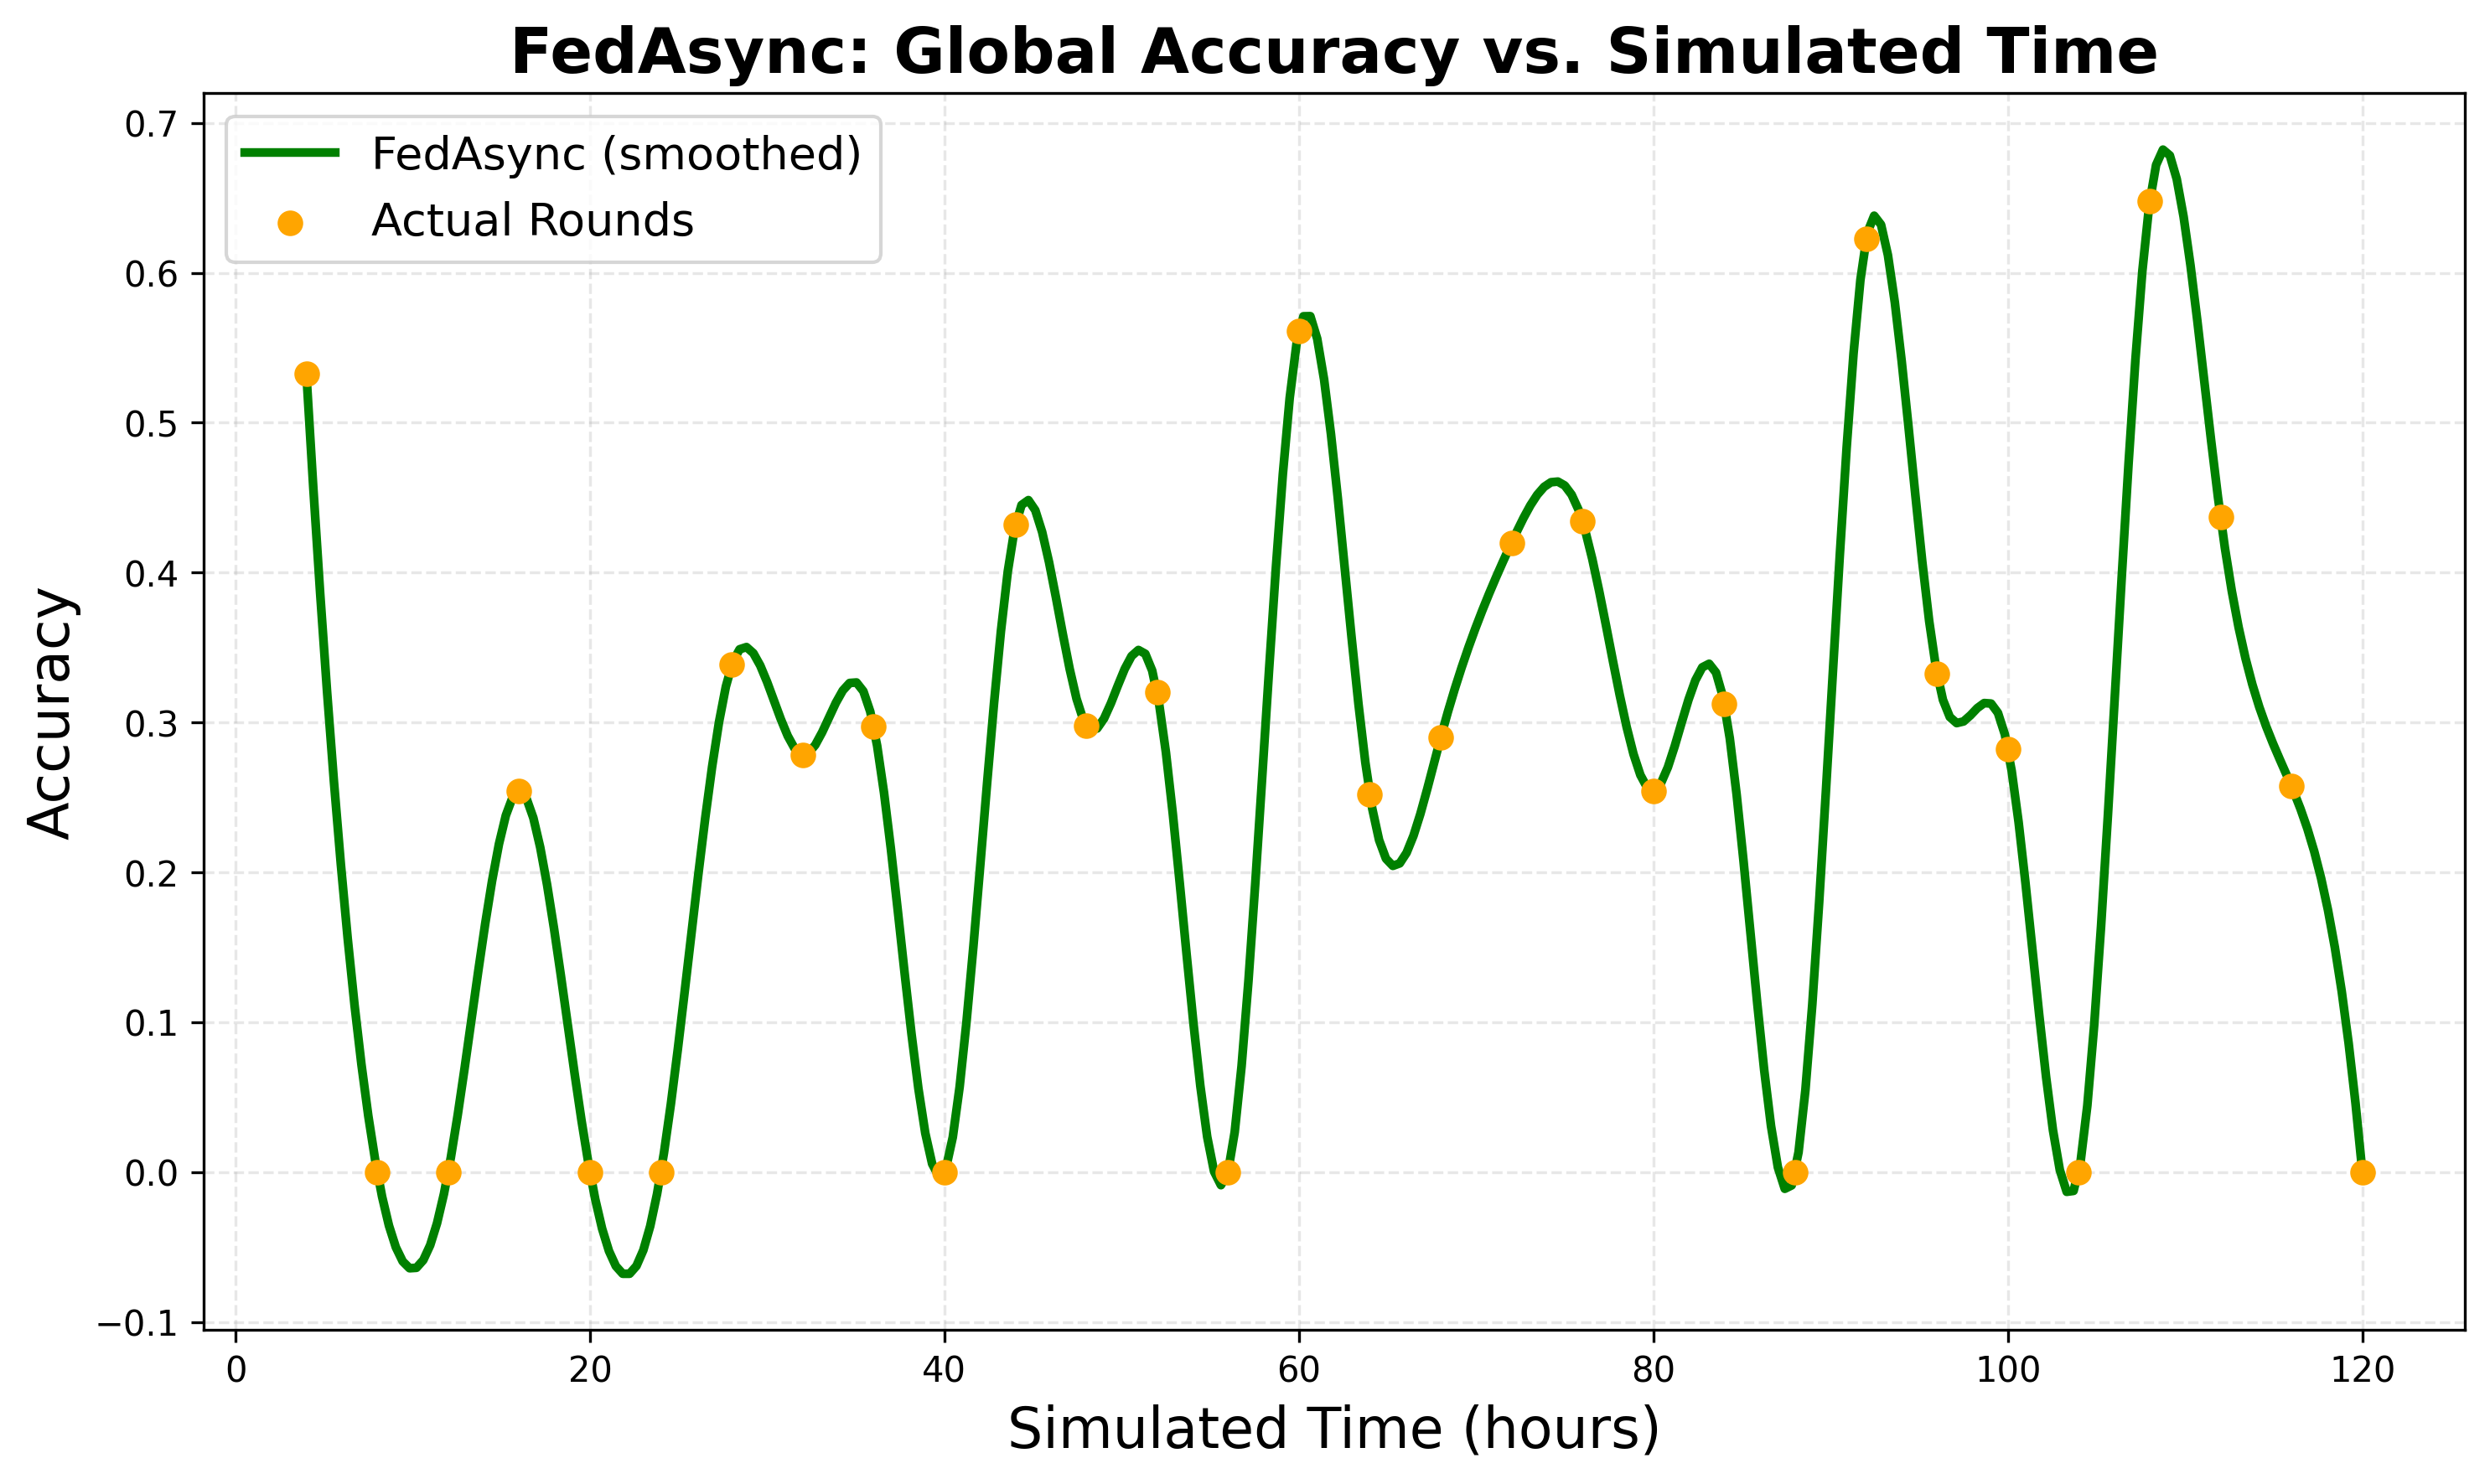 FedAsync: Global Accuracy vs. Simulated Time
FedAsync (smoothed)
Actual Rounds
Accuracy
0.7
0.6
0.5
0.4
0.3
0.2
0.1
0.0
−0.1
0 20 40 60 80 100 120
Simulated Time (hours)